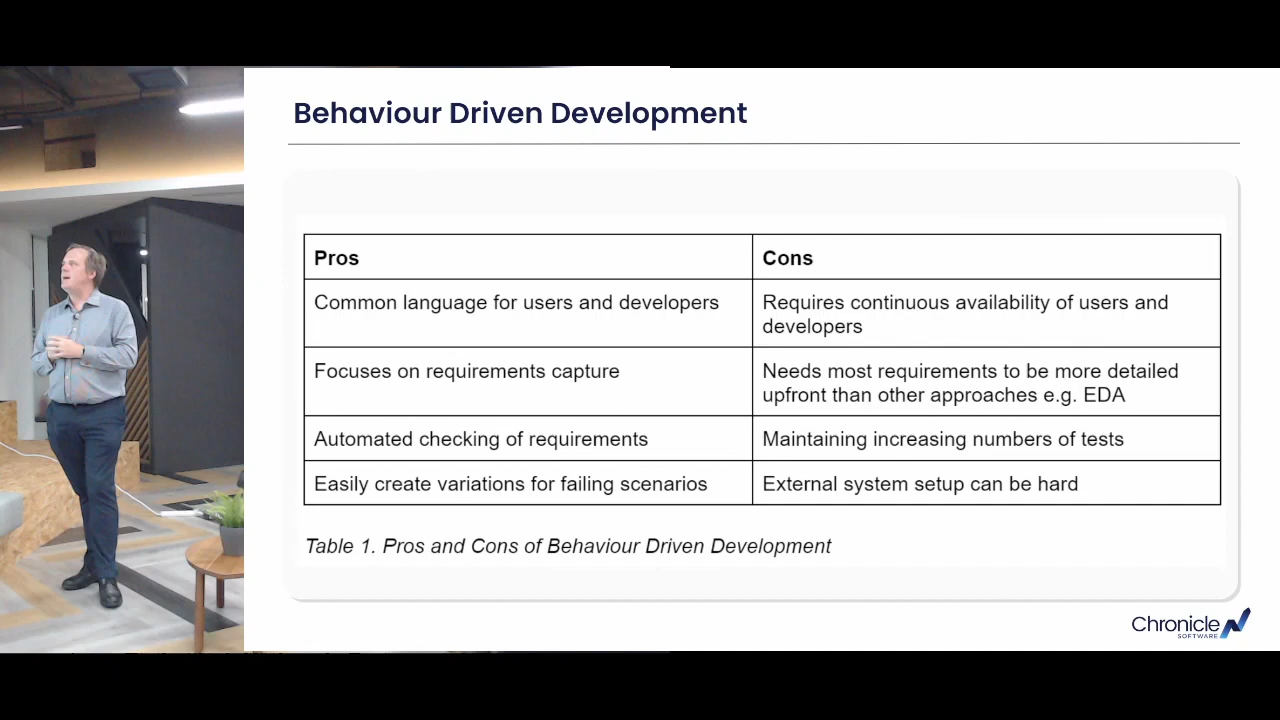 Behaviour Driven Development
Pros
Cons
Common language for users and developers
Requires continuous availability of users and
developers
Focuses on requirements capture
Needs most requirements to be more detailed
upfront than other approaches e.g. EDA
Automated checking of requirements
Maintaining increasing numbers of tests
Easily create variations for failing scenarios
External system setup can be hard
Table 1. Pros and Cons of Behaviour Driven Development
Chronicle
SOFTWARE